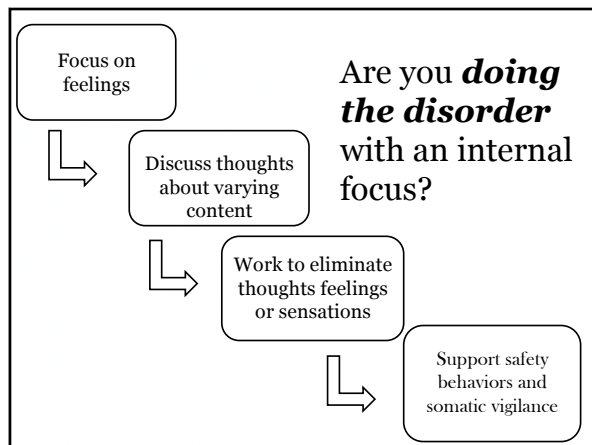 Focus on
feelings
Are you doing
the disorder
with an internal
focus?
Discuss thoughts
about varying
content
Work to eliminate
thoughts feelings
or sensations
Support safety
behaviors and
somatic vigilance